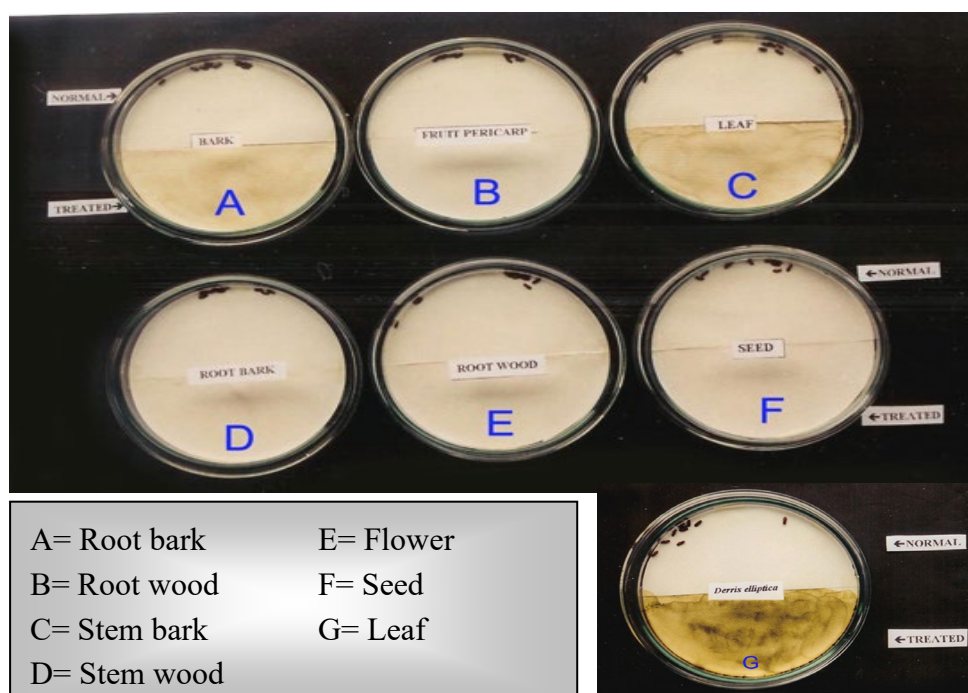 NORMAL→
BARK
A
TREATED→
FRUIT PERICARP
B
LEAF
C
ROOT BARK
D
ROOT WOOD
E
←NORMAL
SEED
F
←TREATED
A= Root bark
B= Root wood
C= Stem bark
D= Stem wood
E= Flower
F= Seed
G= Leaf
←NORMAL
Derris elliptica
←TREATED
G